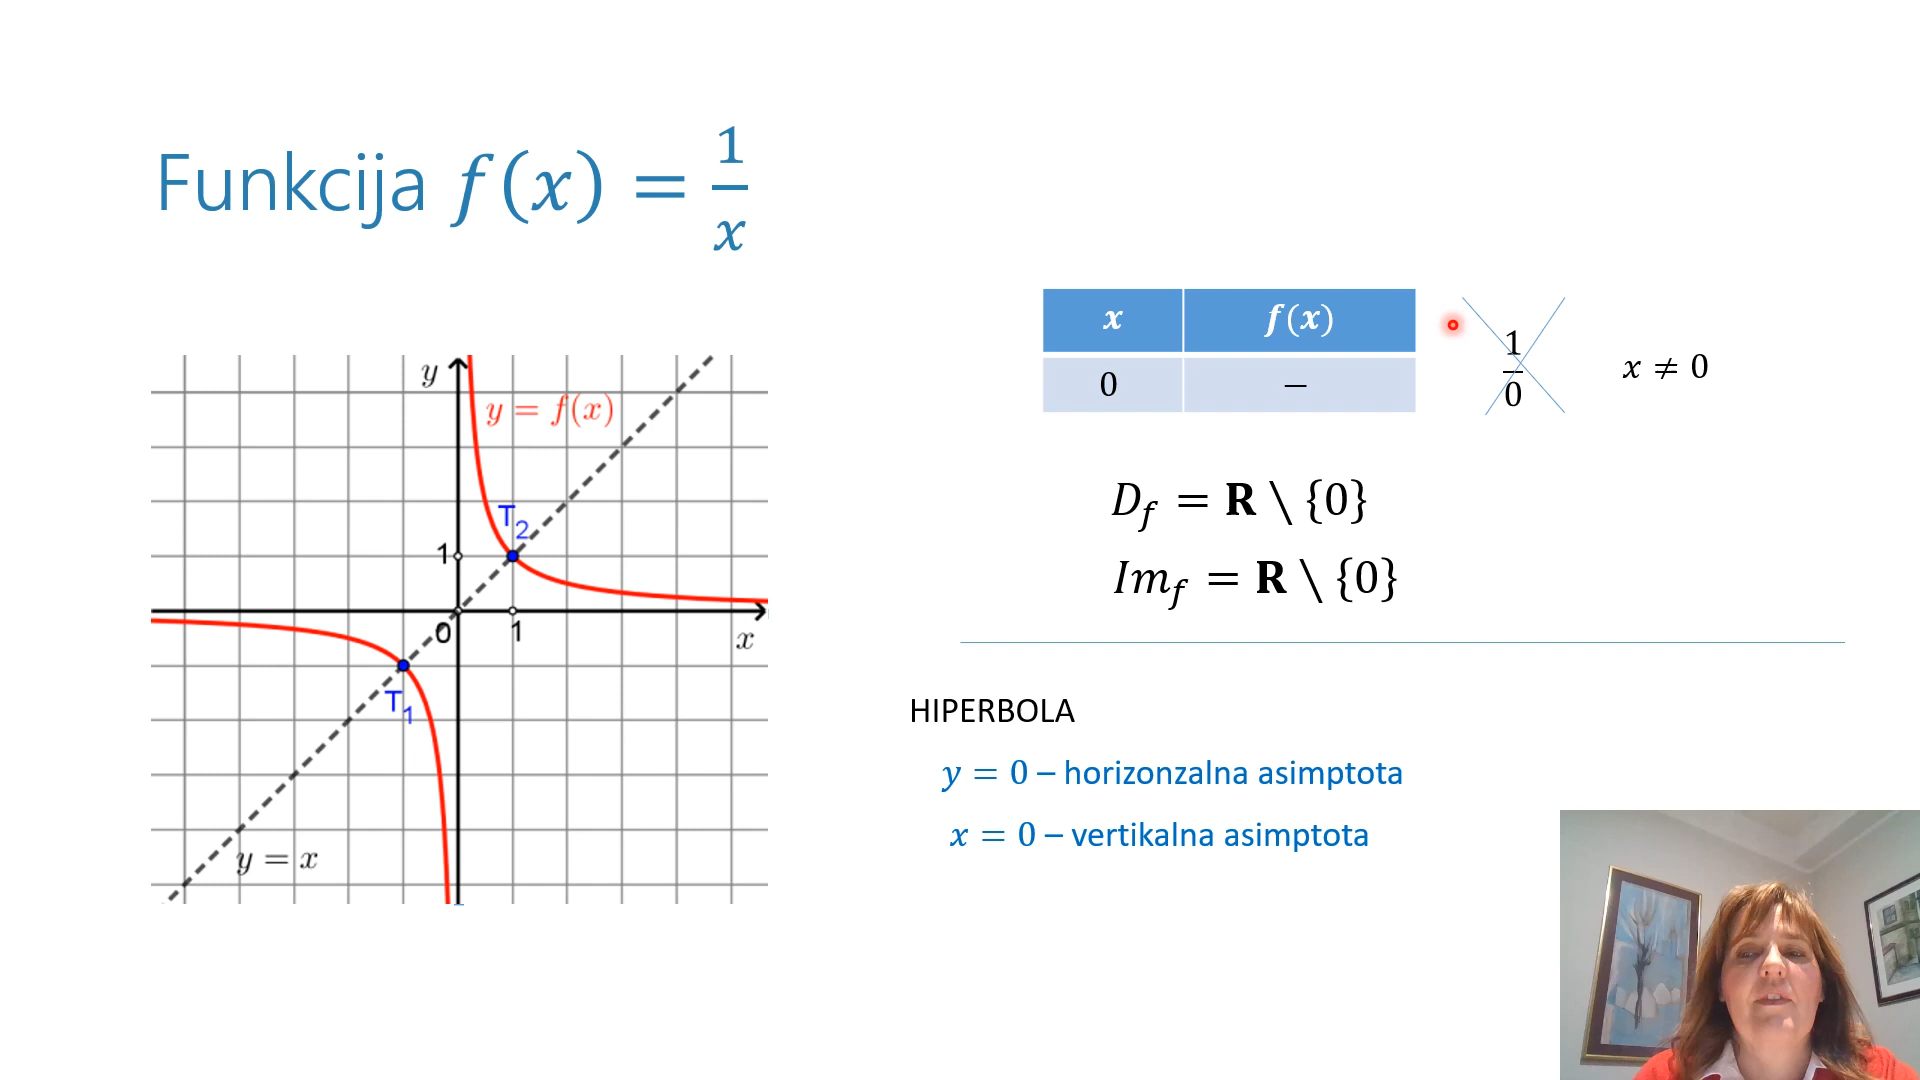 Funkcija f(x) = 1/x
y
y = f(x)
T₂
1
0
1
x
T₁
y = x
x f(x)
0 –
1/0
x ≠ 0
D_f = R \ {0}
Im_f = R \ {0}
HIPERBOLA
y = 0 – horizonzalna asimptota
x = 0 – vertikalna asimptota